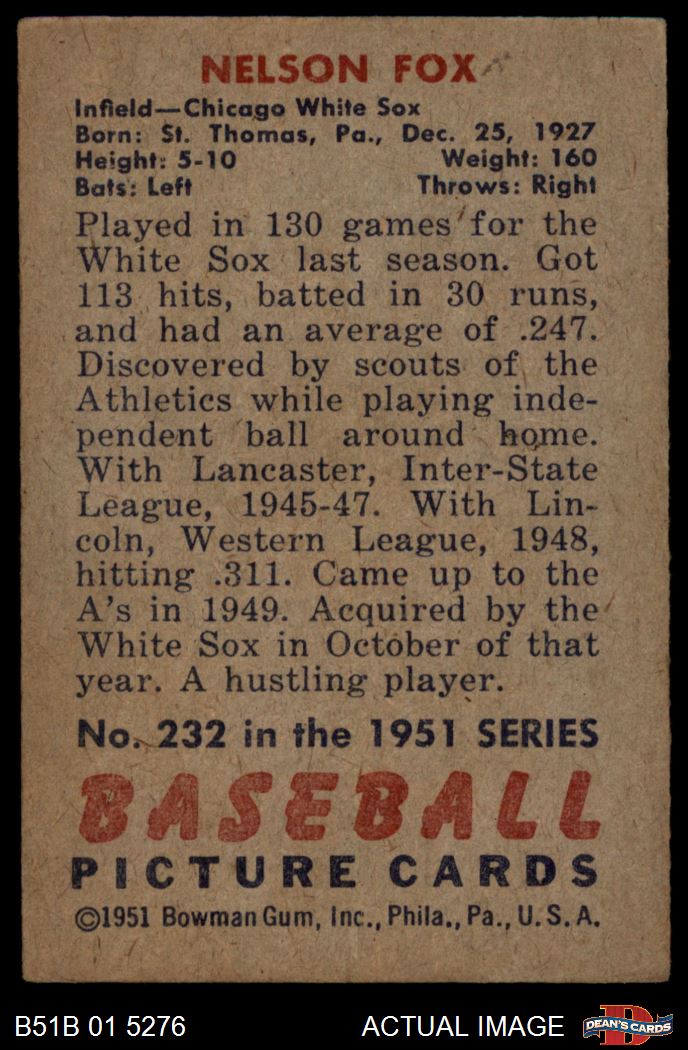 NELSON FOX
Infield—Chicago White Sox
Born: St. Thomas, Pa., Dec. 25, 1927
Height: 5-10 Weight: 160
Bats: Left Throws: Right
Played in 130 games for the
White Sox last season. Got
113 hits, batted in 30 runs,
and had an average of .247.
Discovered by scouts of the
Athletics while playing inde-
pendent ball around home.
With Lancaster, Inter-State
League, 1945-47. With Lin-
coln, Western League, 1948,
hitting .311. Came up to the
A's in 1949. Acquired by the
White Sox in October of that
year. A hustling player.
No. 232 in the 1951 SERIES
BASEBALL
PICTURE CARDS
©1951 Bowman Gum, Inc., Phila., Pa., U. S. A.
B51B 01 5276 ACTUAL IMAGE D DEAN'S CARDS